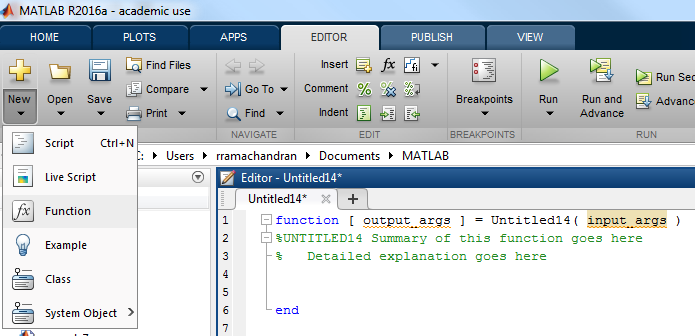 MATLAB R2016a - academic use
HOME PLOTS APPS EDITOR PUBLISH VIEW
New Open Save Find Files Compare Print
Go To Find NAVIGATE
Insert fx
Comment %
Indent EDIT
Breakpoints BREAKPOINTS
Run Run and Advance Run Sec Advance RUN
Script Ctrl+N
Live Script
fx Function
Example
Class
System Object
C: Users rramachandran Documents MATLAB
Editor - Untitled14*
Untitled14* +
1 function [ output_args ] = Untitled14( input_args )
2 %UNTITLED14 Summary of this function goes here
3 % Detailed explanation goes here
4
5
6 end
7